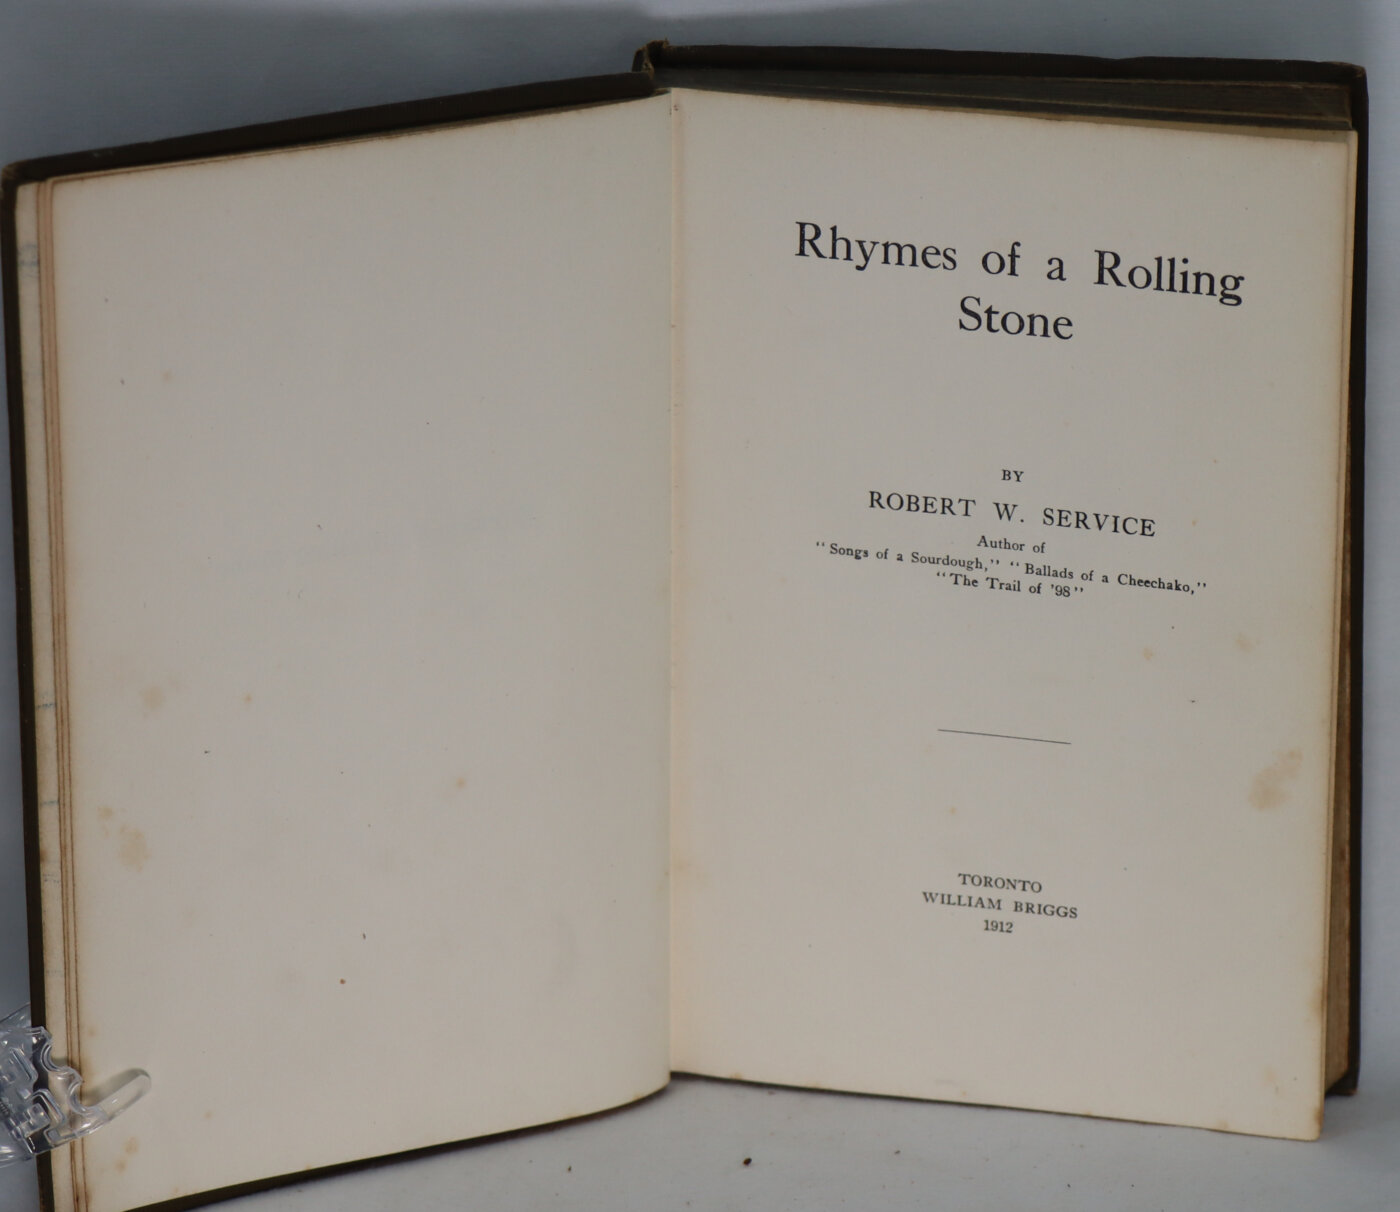 Rhymes of a Rolling
Stone
BY
ROBERT W. SERVICE
Author of
“Songs of a Sourdough,” “Ballads of a Cheechako,”
“The Trail of ’98”
TORONTO
WILLIAM BRIGGS
1912